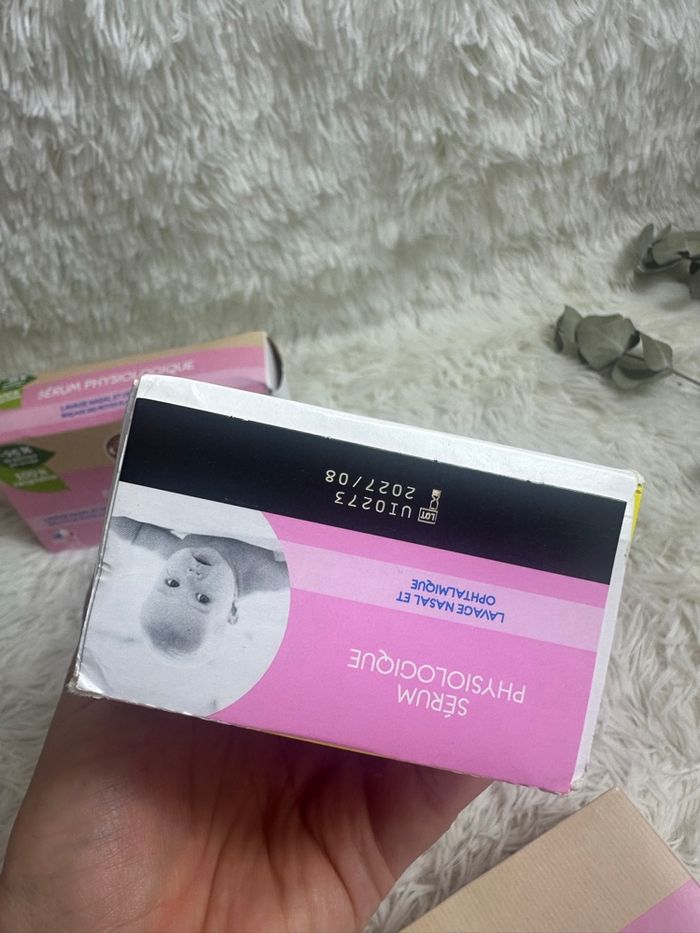 SÉRUM
PHYSIOLOGIQUE
LAVAGE NASAL ET
OPHTALMIQUE
LOT UI0273
2027/08
SÉRUM PHYSIOLOGIQUE